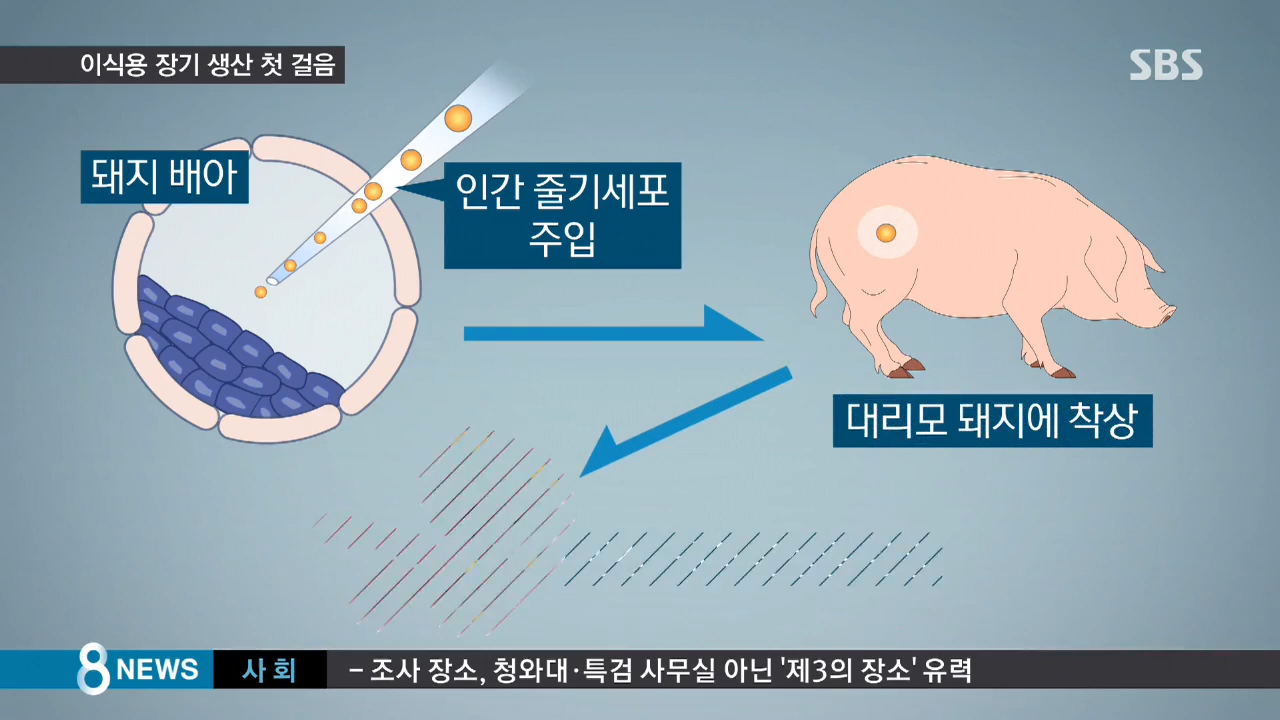 이식용 장기 생산 첫 걸음
SBS
돼지 배아
인간 줄기세포
주입
대리모 돼지에 착상
8 NEWS
사회
- 조사 장소, 청와대·특검 사무실 아닌 '제3의 장소' 유력